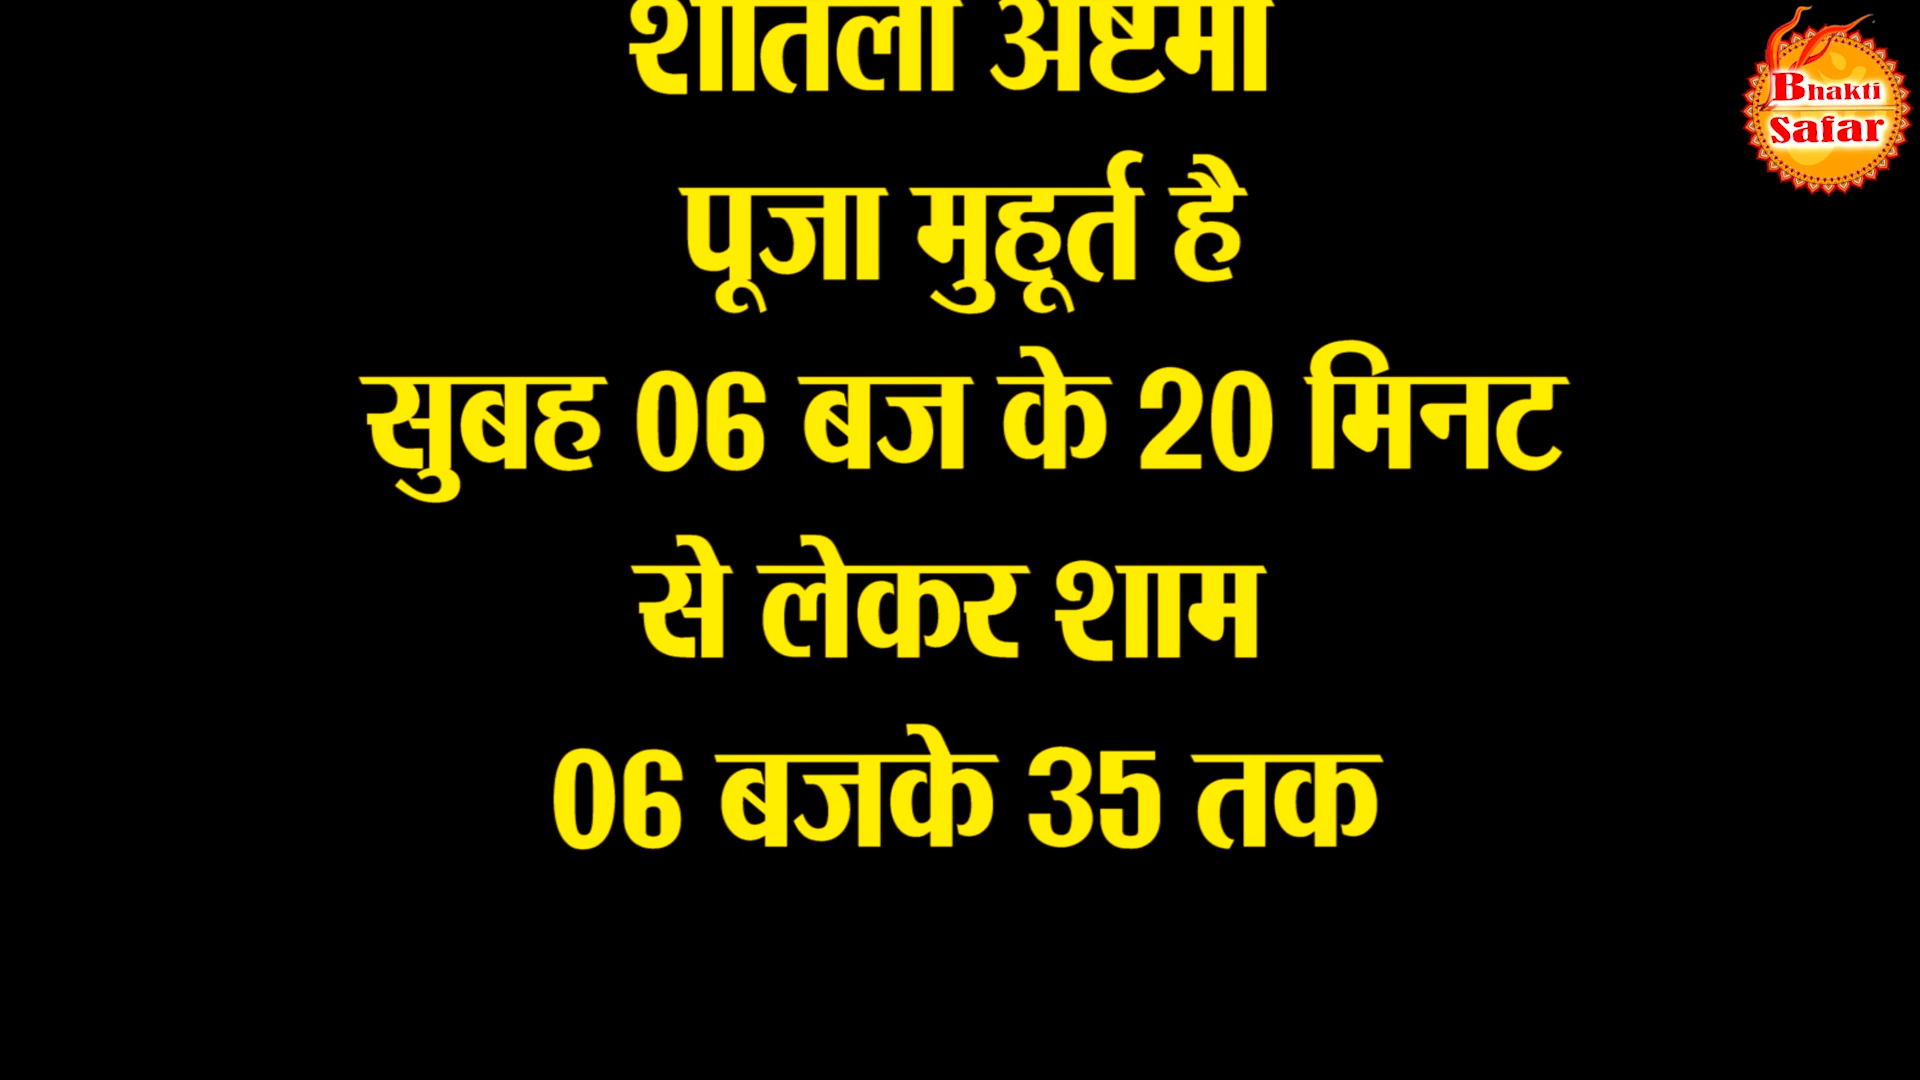 शीतला अष्टमी
पूजा मुहूर्त है
सुबह 06 बज के 20 मिनट
से लेकर शाम
06 बजके 35 तक
Bhakti
Safar